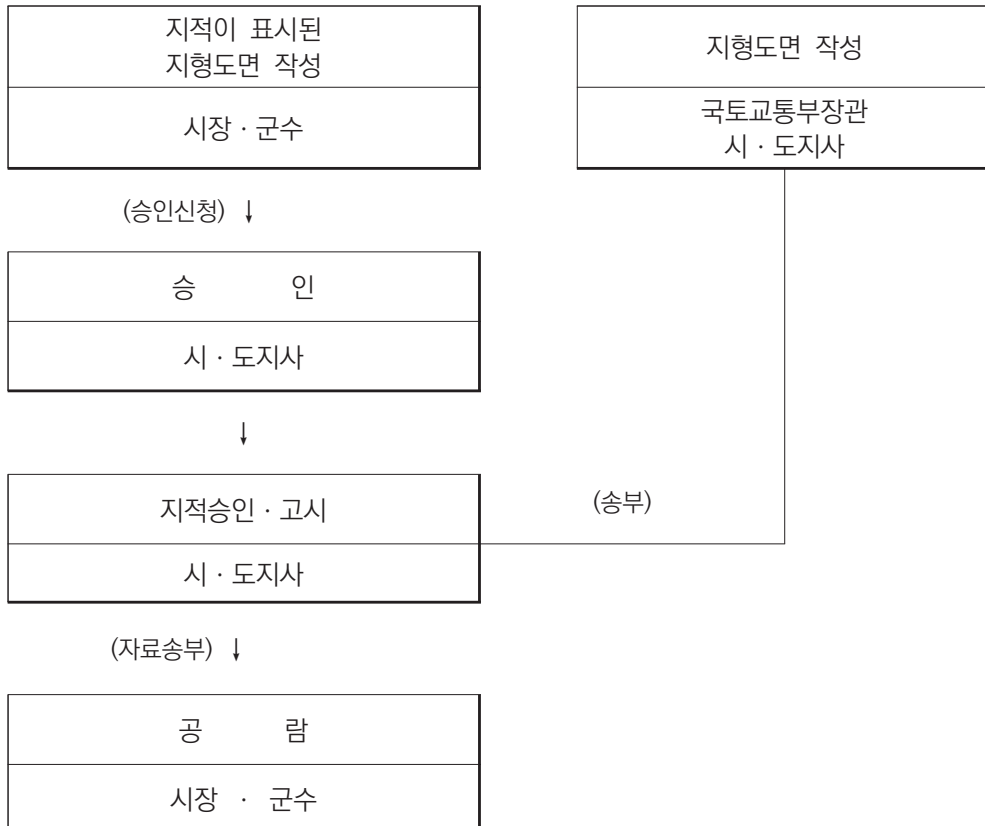 지적이 표시된
지형도면 작성
시장 · 군수
지형도면 작성
국토교통부장관
시 · 도지사
(승인신청) ↓
승 인
시 · 도지사
↓
지적승인 · 고시
시 · 도지사
(송부)
(자료송부) ↓
공 람
시장 · 군수